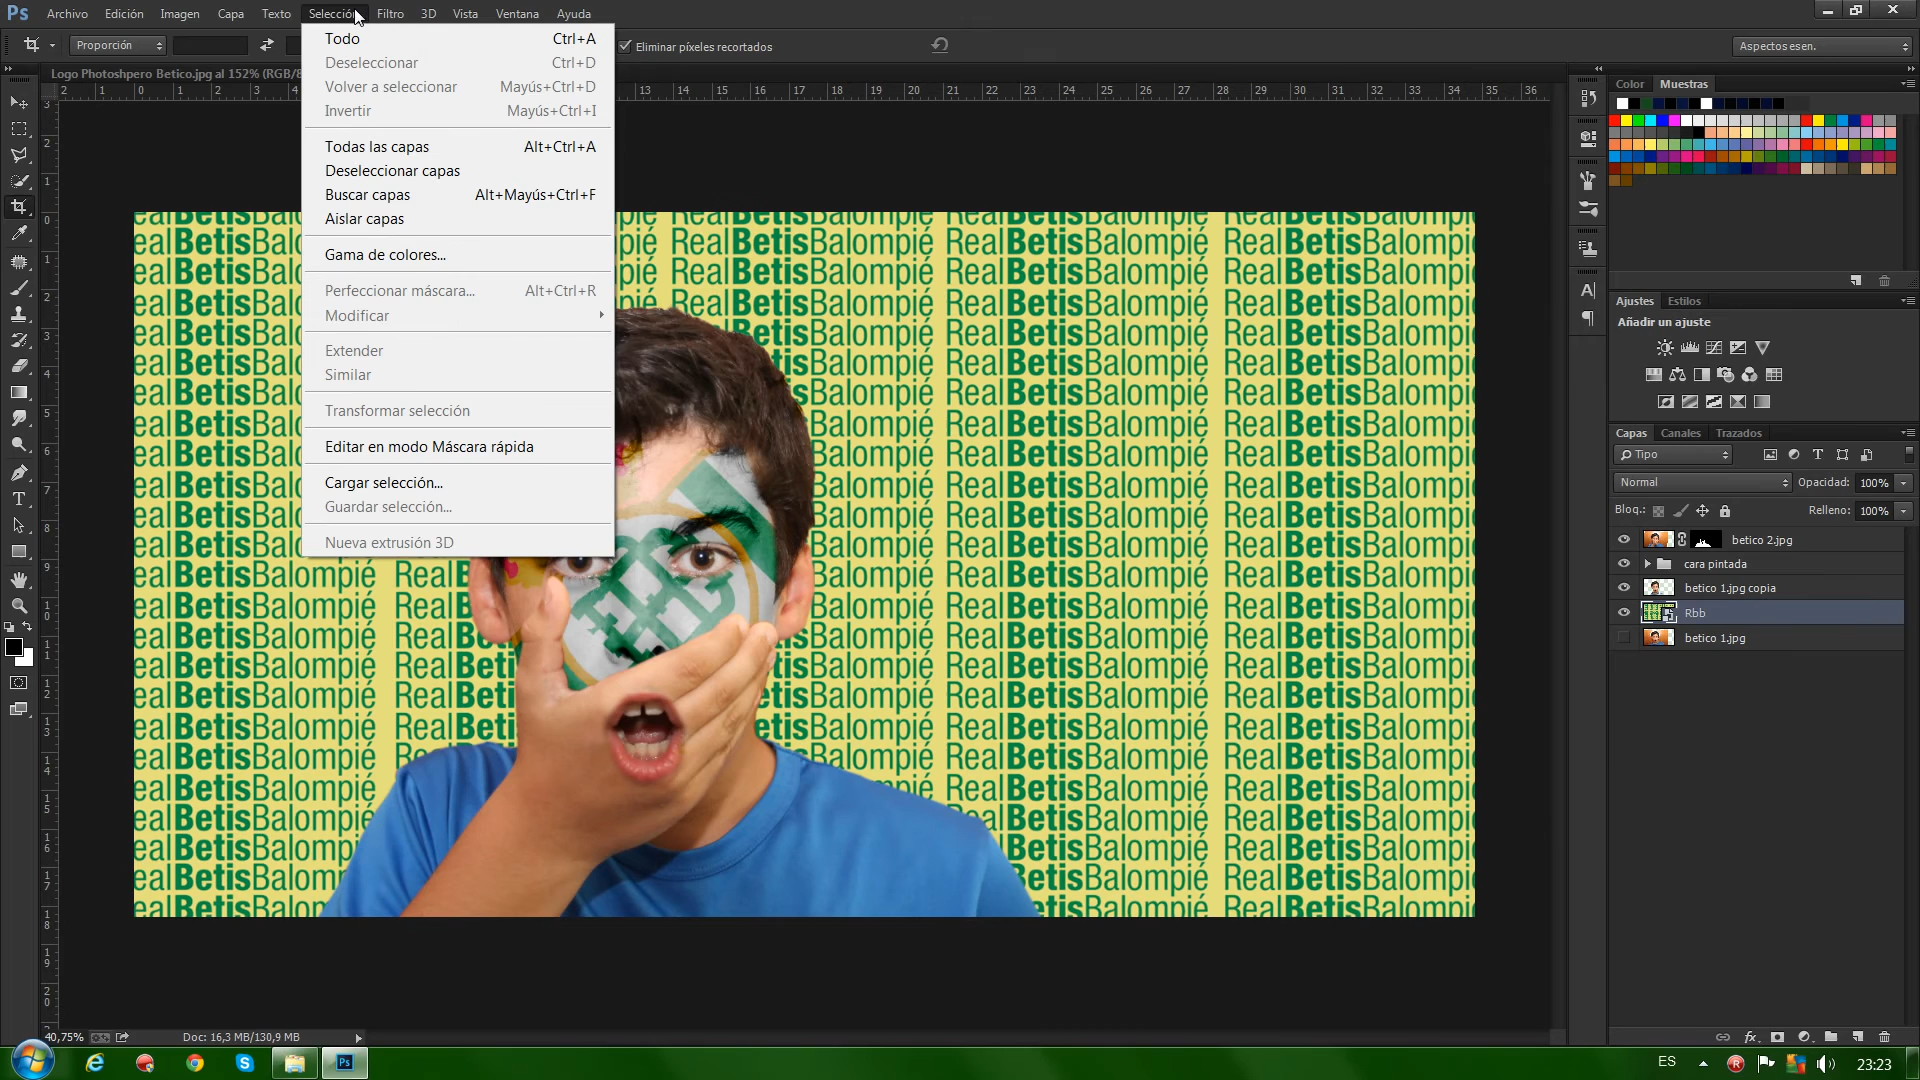 Ps Archivo Edición Imagen Capa Texto Selección Filtro 3D Vista Ventana Ayuda
Proporción Eliminar píxeles recortados Aspectos esen.
Logo Photoshpero Betico.jpg al 152% (RGB/8
Todo Ctrl+A
Deseleccionar Ctrl+D
Volver a seleccionar Mayús+Ctrl+D
Invertir Mayús+Ctrl+I
Todas las capas Alt+Ctrl+A
Deseleccionar capas
Buscar capas Alt+Mayús+Ctrl+F
Aislar capas
Gama de colores...
Perfeccionar máscara... Alt+Ctrl+R
Modificar
Extender
Similar
Transformar selección
Editar en modo Máscara rápida
Cargar selección...
Guardar selección...
Nueva extrusión 3D
Color Muestras
Ajustes Estilos
Añadir un ajuste
Capas Canales Trazados
Tipo
Normal Opacidad: 100%
Bloq.: Relleno: 100%
betico 2.jpg
cara pintada
betico 1.jpg copia
Rbb
betico 1.jpg
Real Betis Balompié
40,75% Doc: 16,3 MB/130,9 MB
ES 23:23